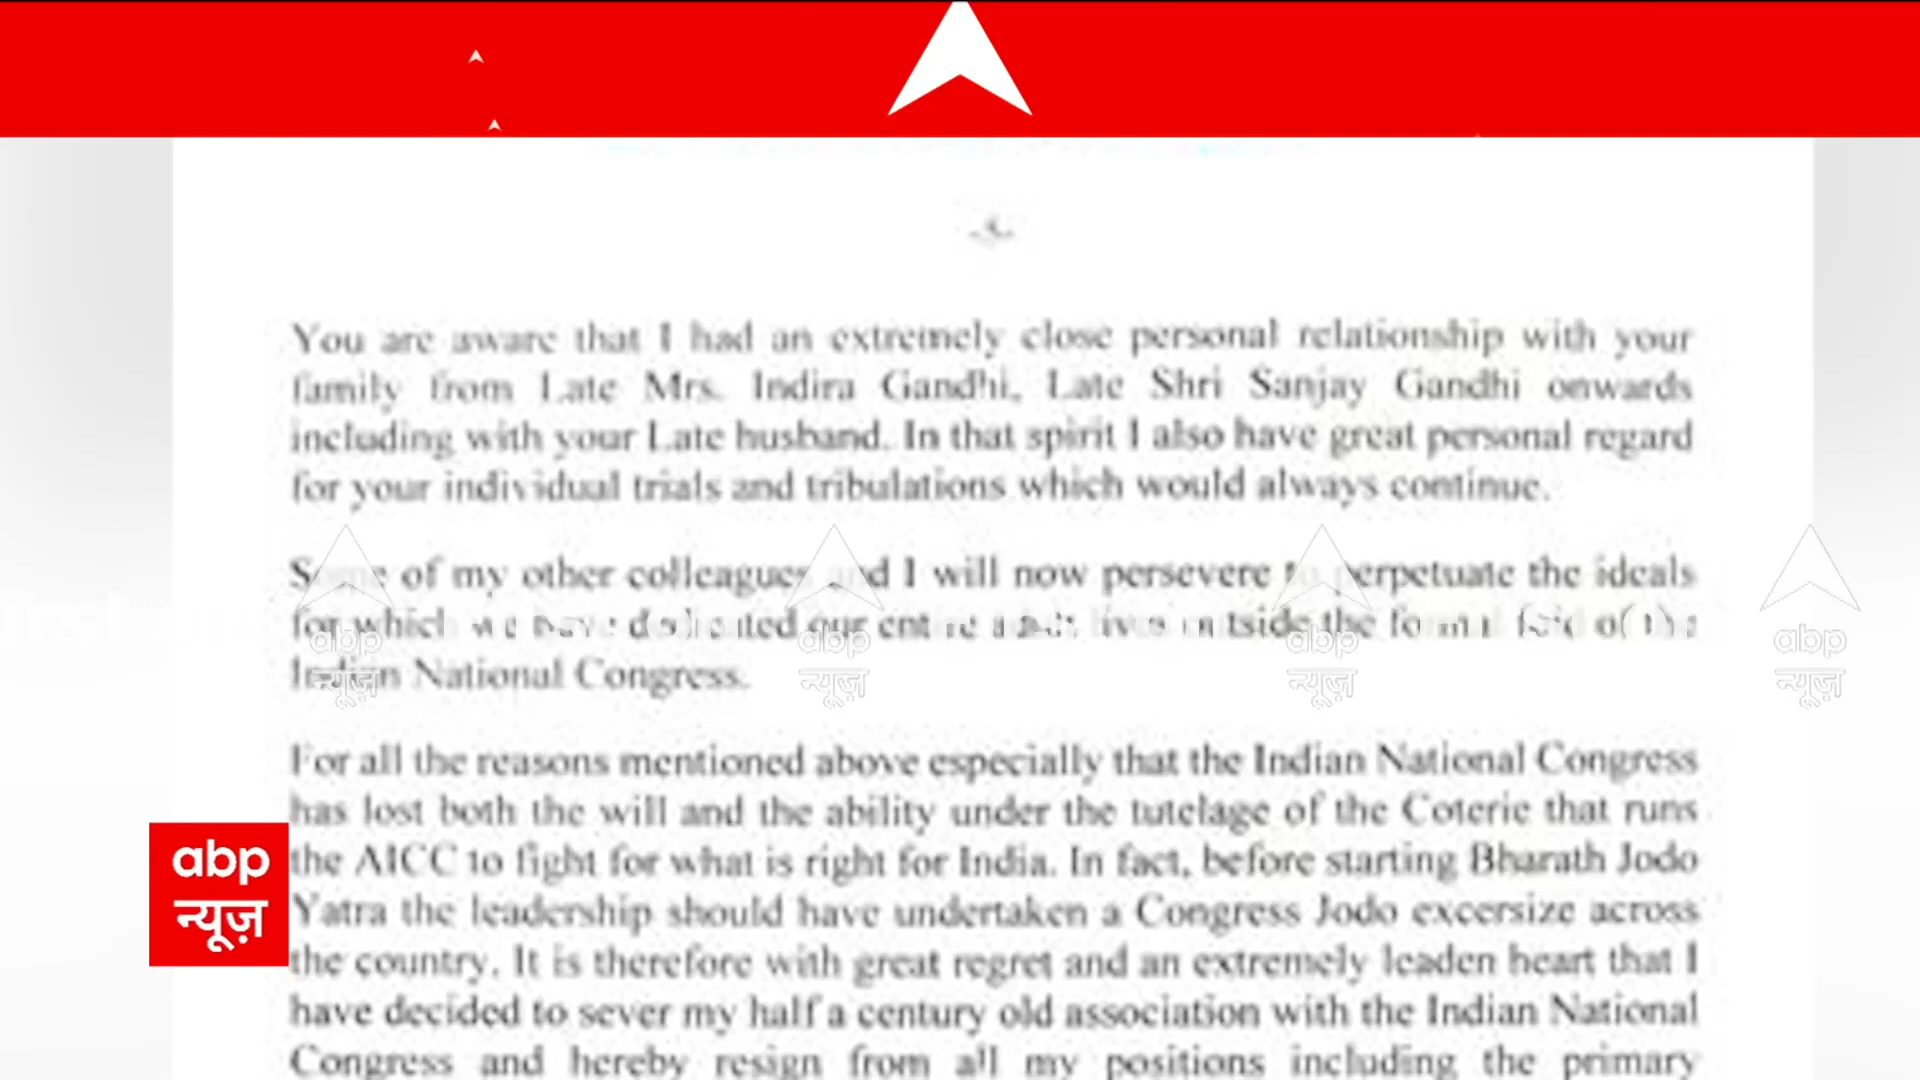 You are aware that I had an extremely close personal relationship with your
family from Late Mrs. Indira Gandhi, Late Shri Sanjay Gandhi onwards
including with your Late husband. In that spirit I also have great personal regard
for your individual trials and tribulations which would always continue.
Some of my other colleagues and I will now persevere to perpetuate the ideals
for which we have dedicated our entire adult lives outside the formal fold of the
Indian National Congress.
abp abp abp abp
न्यूज़ न्यूज़ न्यूज़ न्यूज़
For all the reasons mentioned above especially that the Indian National Congress
has lost both the will and the ability under the tutelage of the Coterie that runs
the AICC to fight for what is right for India. In fact, before starting Bharath Jodo
Yatra the leadership should have undertaken a Congress Jodo excersize across
the country. It is therefore with great regret and an extremely leaden heart that I
have decided to sever my half a century old association with the Indian National
Congress and hereby resign from all my positions including the primary
abp
न्यूज़